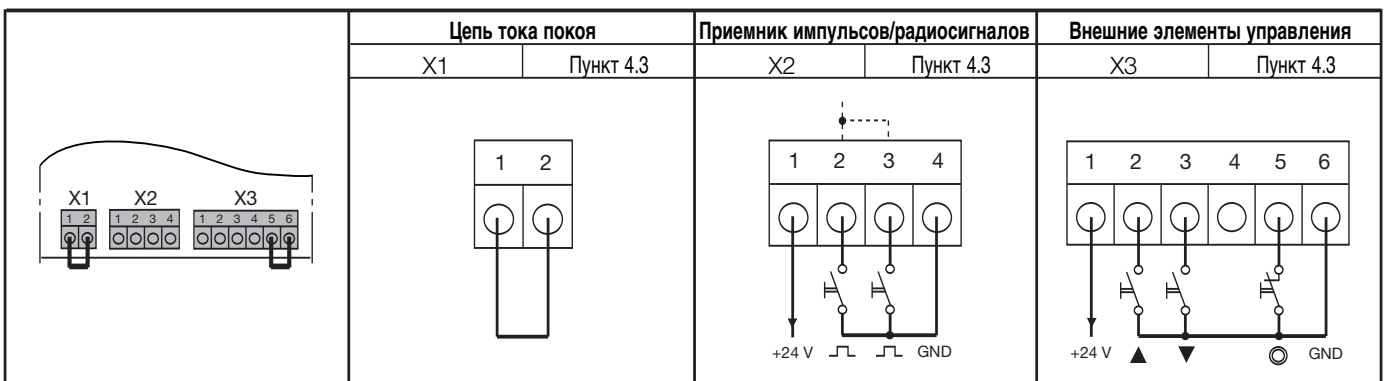 Цепь тока покоя
Приемник импульсов/радиосигналов
Внешние элементы управления
X1 Пункт 4.3
X2 Пункт 4.3
X3 Пункт 4.3
X1 X2 X3
1 2 1 2 3 4 1 2 3 4 5 6
1 2
1 2 3 4
+24 V GND
1 2 3 4 5 6
+24 V ▲ ▼ GND